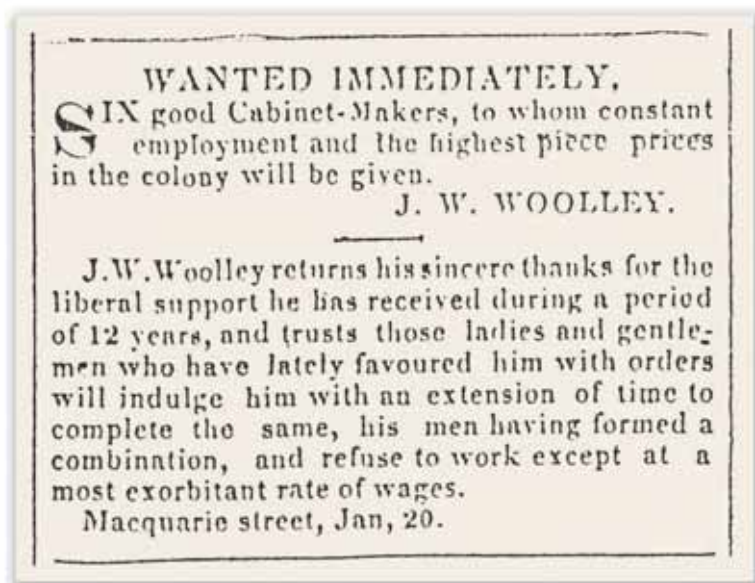 WANTED IMMEDIATELY,
SIX good Cabinet-Makers, to whom constant
employment and the highest piece prices
in the colony will be given.
J. W. WOOLLEY.
J.W.Woolley returns his sincere thanks for the
liberal support he has received during a period
of 12 years, and trusts those ladies and gentle-
men who have lately favoured him with orders
will indulge him with an extension of time to
complete the same, his men having formed a
combination, and refuse to work except at a
most exorbitant rate of wages.
Macquarie street, Jan, 20.